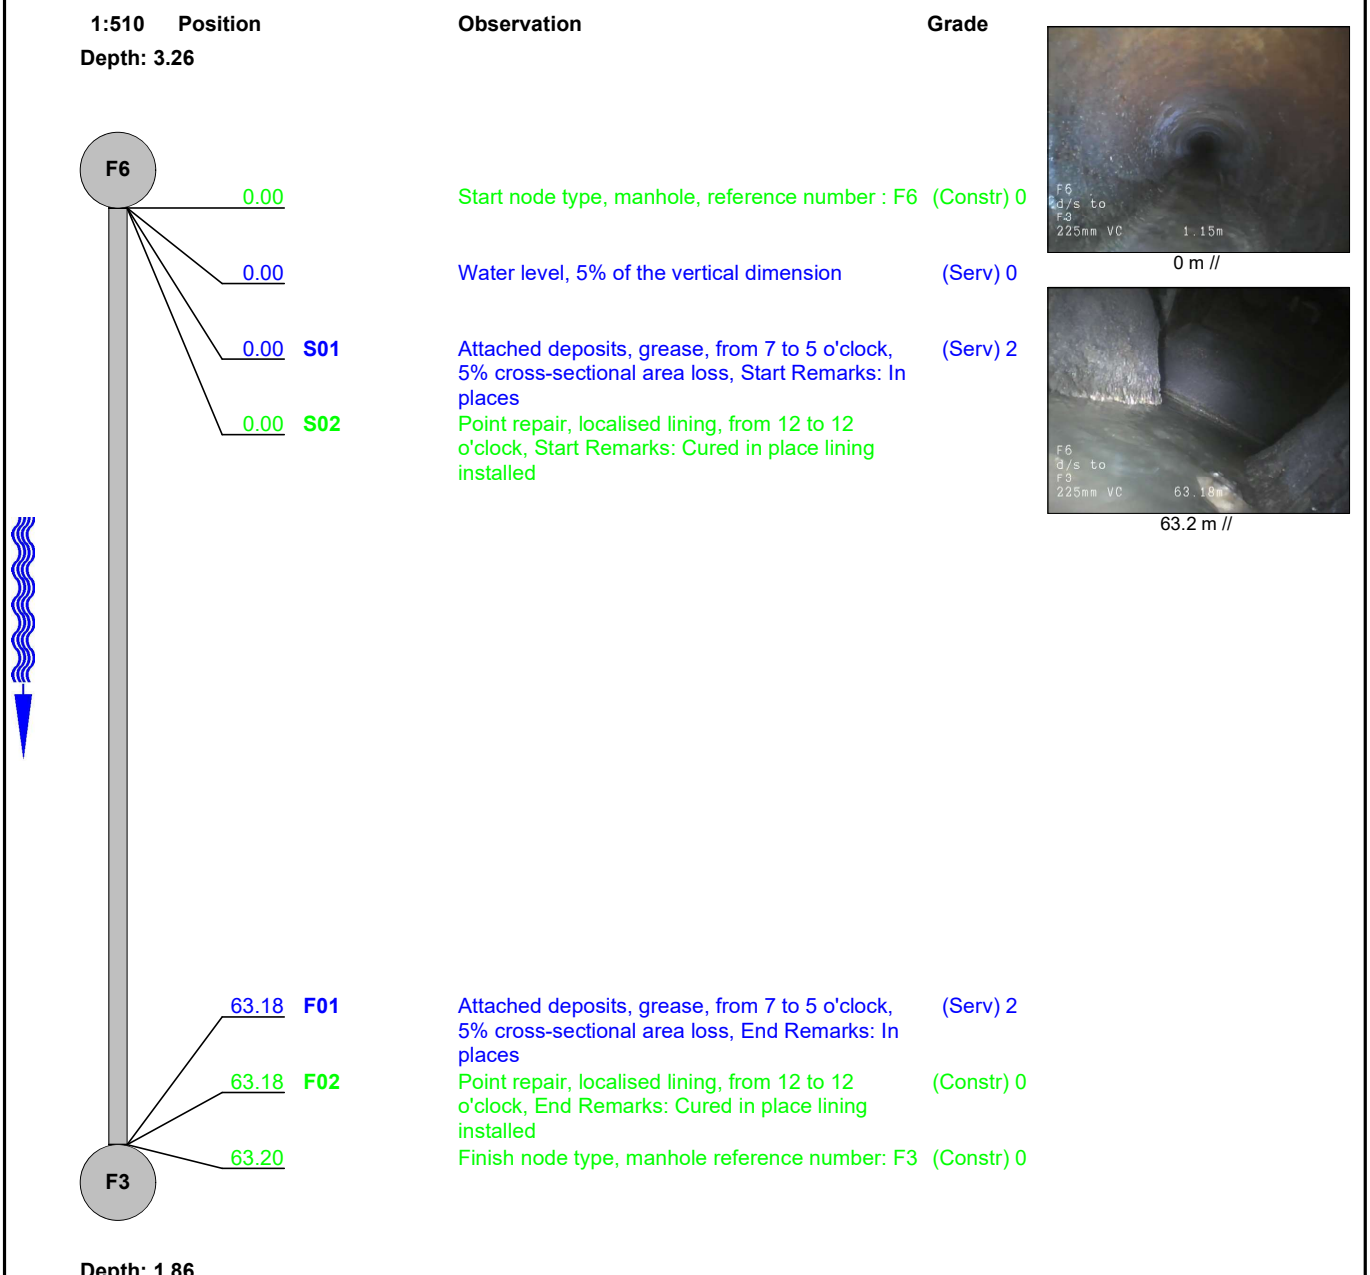 1:510 Position Observation Grade
Depth: 3.26
F6
0.00 Start node type, manhole, reference number : F6 (Constr) 0
0.00 Water level, 5% of the vertical dimension (Serv) 0
0.00 S01 Attached deposits, grease, from 7 to 5 o'clock, (Serv) 2
5% cross-sectional area loss, Start Remarks: In
places
0.00 S02 Point repair, localised lining, from 12 to 12
o'clock, Start Remarks: Cured in place lining
installed
F6
d/s to
F3
225mm VC 1.15m
0 m //
F6
d/s to
F3
225mm VC 63.18m
63.2 m //
63.18 F01 Attached deposits, grease, from 7 to 5 o'clock, (Serv) 2
5% cross-sectional area loss, End Remarks: In
places
63.18 F02 Point repair, localised lining, from 12 to 12 (Constr) 0
o'clock, End Remarks: Cured in place lining
installed
63.20 Finish node type, manhole reference number: F3 (Constr) 0
F3
Depth: 1.86